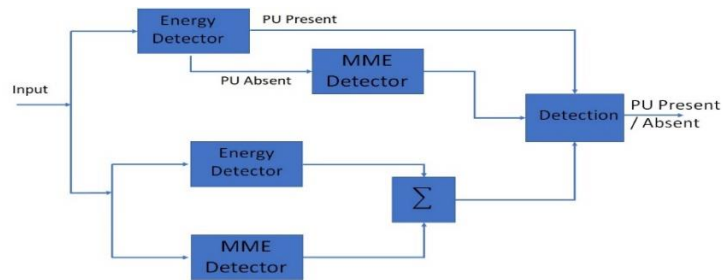 Energy
Detector
PU Present
MME
Detector
PU Absent
Input
Detection
PU Present
/ Absent
Energy
Detector
Σ
MME
Detector